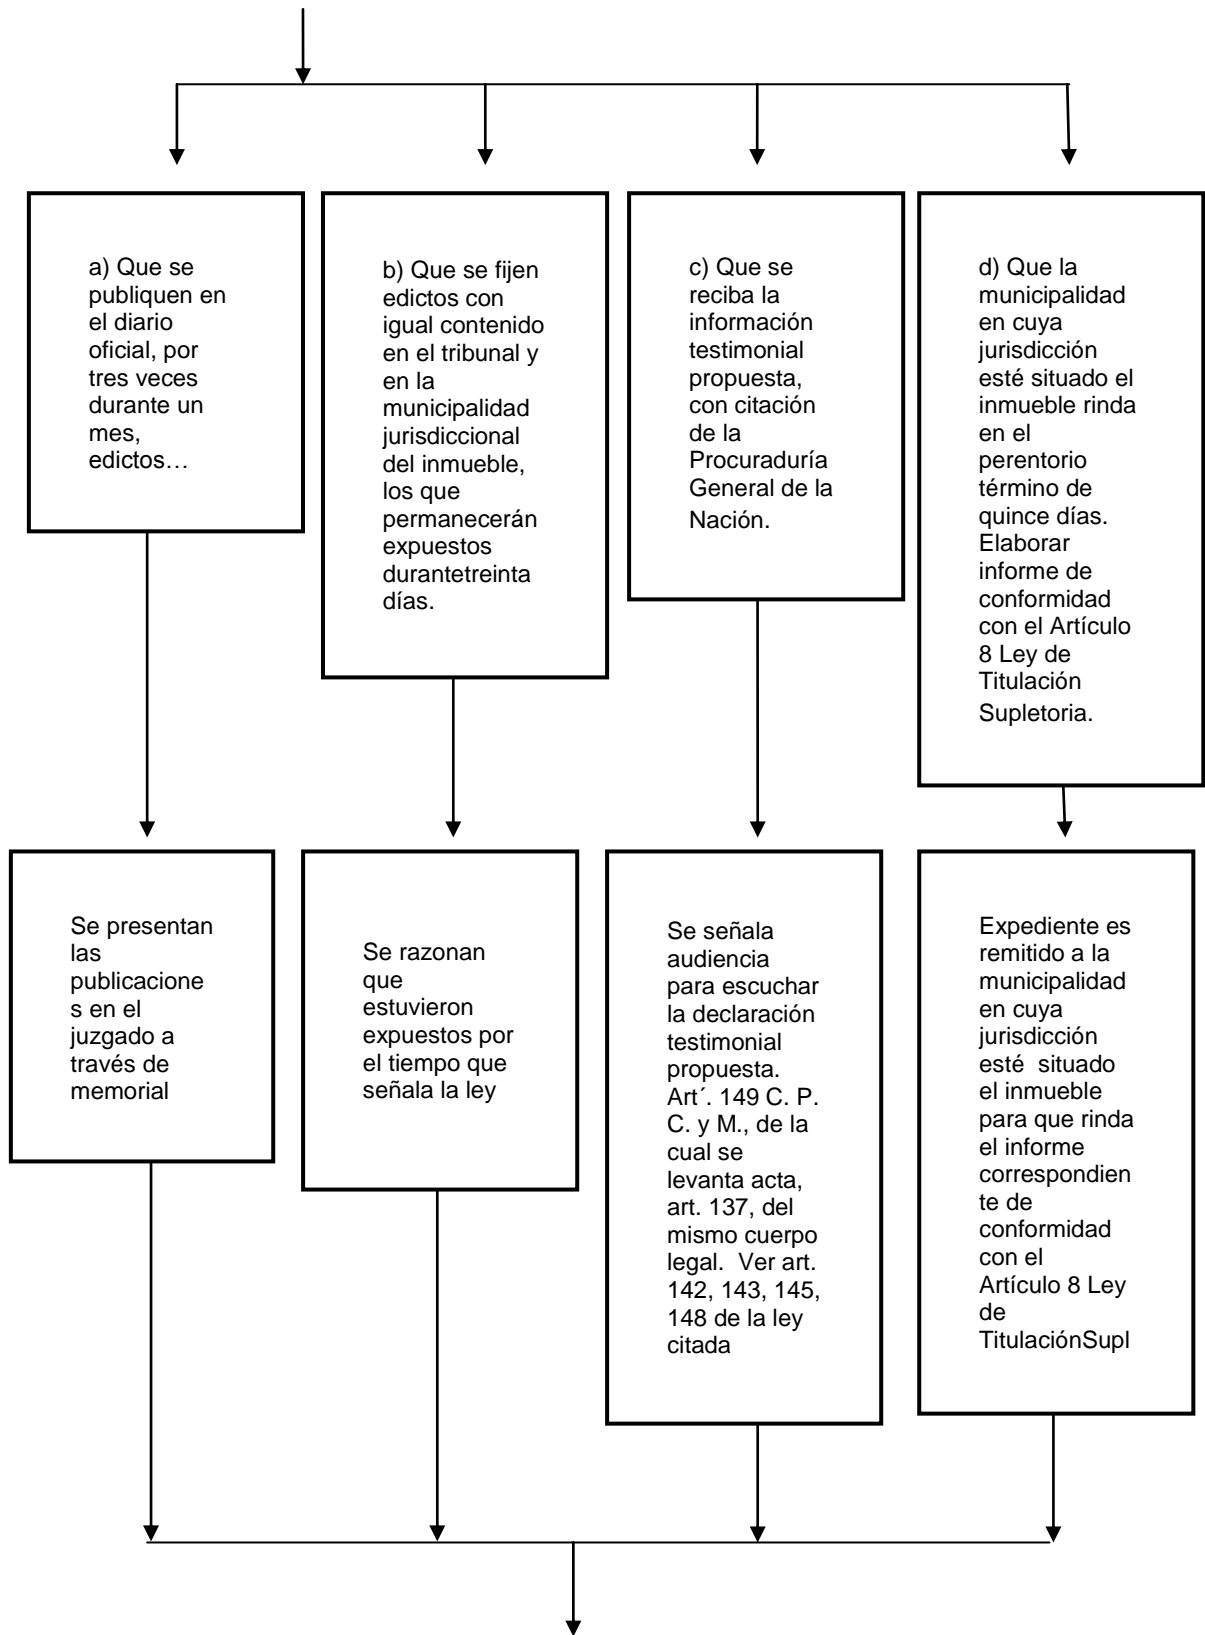 a) Que se
publiquen en
el diario
oficial, por
tres veces
durante un
mes,
edictos…
b) Que se fijen
edictos con
igual contenido
en el tribunal y
en la
municipalidad
jurisdiccional
del inmueble,
los que
permanecerán
expuestos
durantetreinta
días.
c) Que se
reciba la
información
testimonial
propuesta,
con citación
de la
Procuraduría
General de la
Nación.
d) Que la
municipalidad
en cuya
jurisdicción
esté situado el
inmueble rinda
en el
perentorio
término de
quince días.
Elaborar
informe de
conformidad
con el Artículo
8 Ley de
Titulación
Supletoria.
Se presentan
las
publicacione
s en el
juzgado a
través de
memorial
Se razonan
que
estuvieron
expuestos por
el tiempo que
señala la ley
Se señala
audiencia
para escuchar
la declaración
testimonial
propuesta.
Art´. 149 C. P.
C. y M., de la
cual se
levanta acta,
art. 137, del
mismo cuerpo
legal.  Ver art.
142, 143, 145,
148 de la ley
citada
Expediente es
remitido a la
municipalidad
en cuya
jurisdicción
esté  situado
el inmueble
para que rinda
el informe
correspondien
te de
conformidad
con el
Artículo 8 Ley
de
TitulaciónSupl